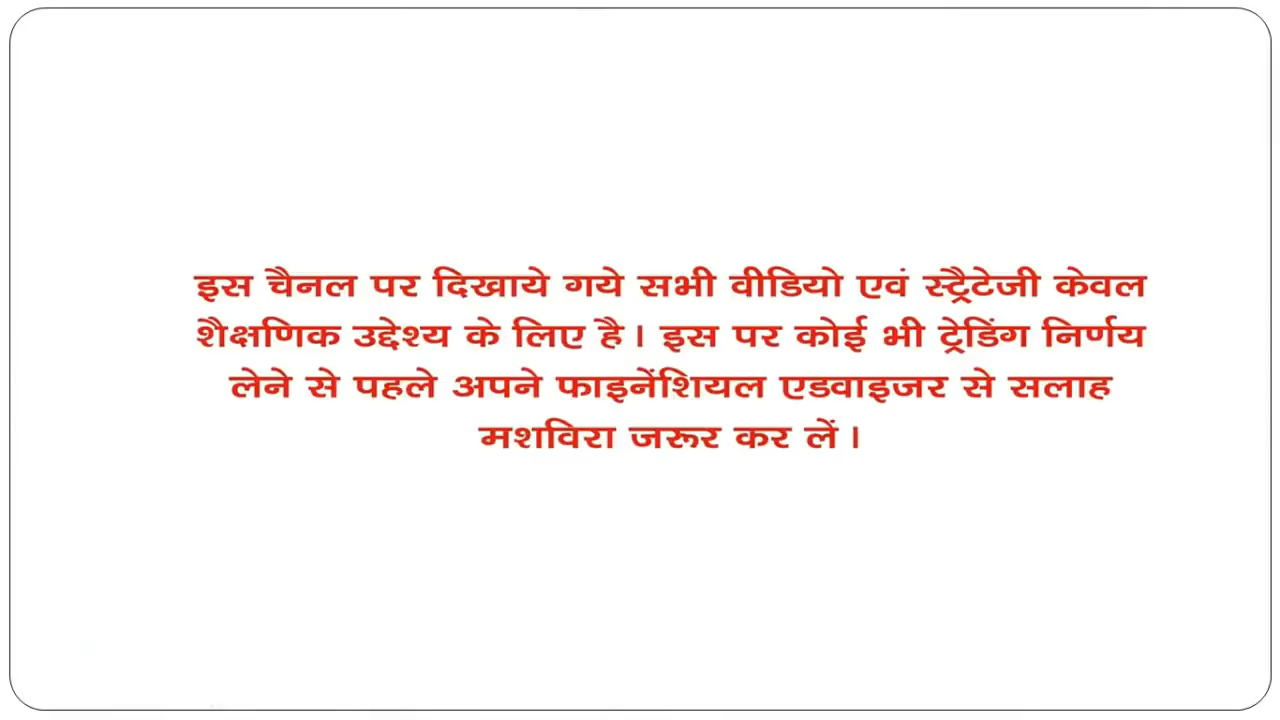 इस चैनल पर दिखाये गये सभी वीडियो एवं स्ट्रैटेजी केवल
शैक्षणिक उद्देश्य के लिए है। इस पर कोई भी ट्रेडिंग निर्णय
लेने से पहले अपने फाइनेंशियल एडवाइजर से सलाह
मशविरा जरूर कर लें।